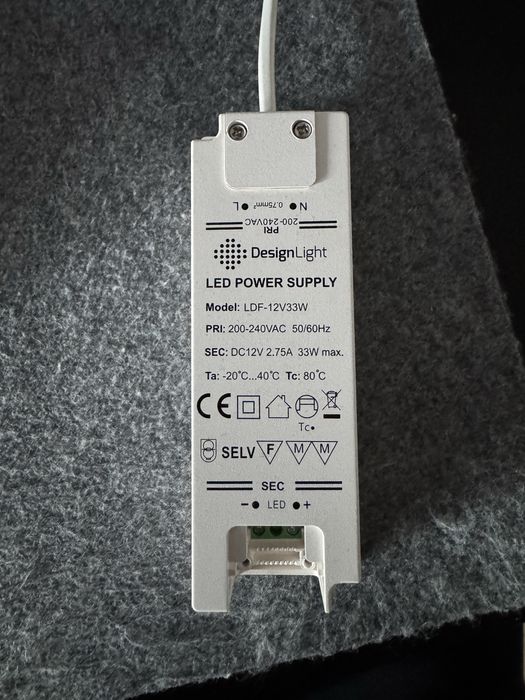 L N
0.75mm²
200-240VAC
PRI
DesignLight
LED POWER SUPPLY
Model: LDF-12V33W
PRI: 200-240VAC 50/60Hz
SEC: DC12V 2.75A 33W max.
Ta: -20°C...40°C Tc: 80°C
CE
Tc•
SELV F M M
SEC
− LED +